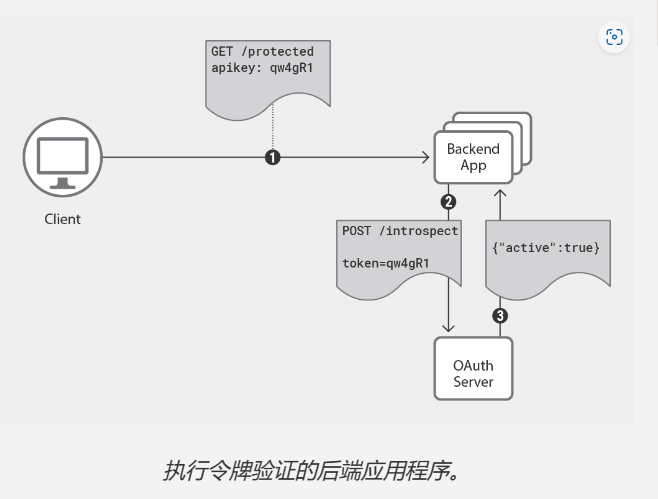 GET /protected
apikey: qw4gR1
1
Backend
App
Client
2
POST /introspect
token=qw4gR1
{"active":true}
3
OAuth
Server
执行令牌验证的后端应用程序。